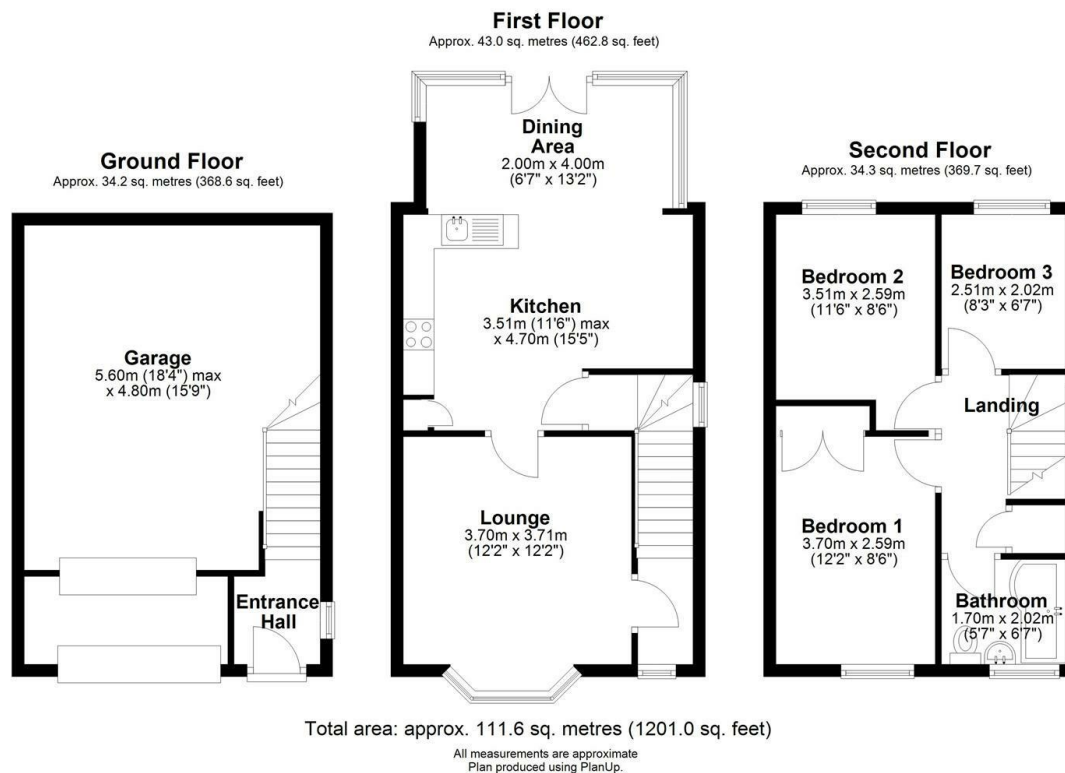 First Floor
Approx. 43.0 sq. metres (462.8 sq. feet)
Dining
Area
2.00m x 4.00m
(6'7" x 13'2")
Kitchen
3.51m (11'6") max
x 4.70m (15'5")
Lounge
3.70m x 3.71m
(12'2" x 12'2")
Ground Floor
Approx. 34.2 sq. metres (368.6 sq. feet)
Garage
5.60m (18'4") max
x 4.80m (15'9")
Entrance
Hall
Second Floor
Approx. 34.3 sq. metres (369.7 sq. feet)
Bedroom 2
3.51m x 2.59m
(11'6" x 8'6")
Bedroom 3
2.51m x 2.02m
(8'3" x 6'7")
Landing
Bedroom 1
3.70m x 2.59m
(12'2" x 8'6")
Bathroom
1.70m x 2.02m
(5'7" x 6'7")
Total area: approx. 111.6 sq. metres (1201.0 sq. feet)
All measurements are approximate
Plan produced using PlanUp.